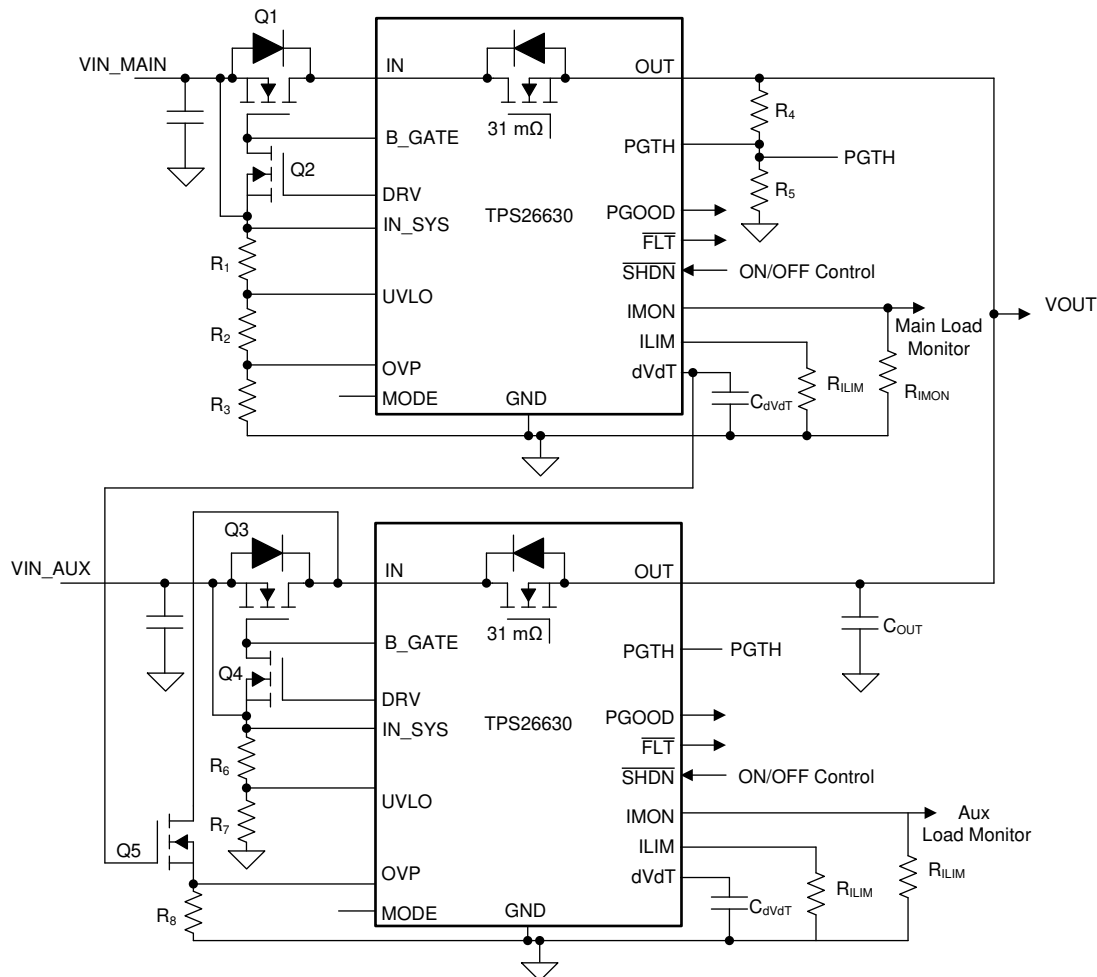 Q1
VIN_MAIN
IN
OUT
31 mΩ
R4
B_GATE
PGTH
PGTH
Q2
R5
DRV
TPS26630
PGOOD
IN_SYS
FLT
R1
SHDN
ON/OFF Control
UVLO
IMON
VOUT
Main Load
Monitor
R2
ILIM
OVP
dVdT
RILIM
RIMON
MODE
GND
CdVdT
R3
Q3
VIN_AUX
IN
OUT
31 mΩ
COUT
B_GATE
PGTH
PGTH
Q4
DRV
TPS26630
PGOOD
IN_SYS
FLT
R6
SHDN
ON/OFF Control
UVLO
R7
IMON
Aux
Load Monitor
Q5
ILIM
OVP
dVdT
RILIM
RILIM
MODE
GND
CdVdT
R8